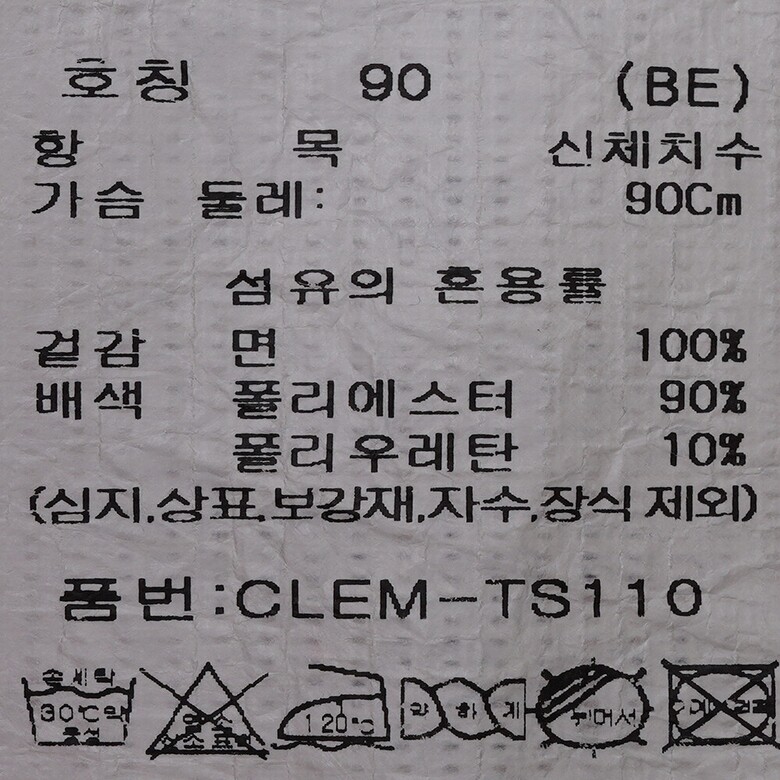 호칭 90 (BE)
항 목 신체치수
가슴 둘레: 90Cm
섬유의 혼용률
겉감 면 100%
배색 폴리에스터 90%
폴리우레탄 10%
(심지,상표,보강재,자수,장식 제외)
품번:CLEM-TS110
손세탁
30℃약 120℃ 약하게 뉘어서
중성